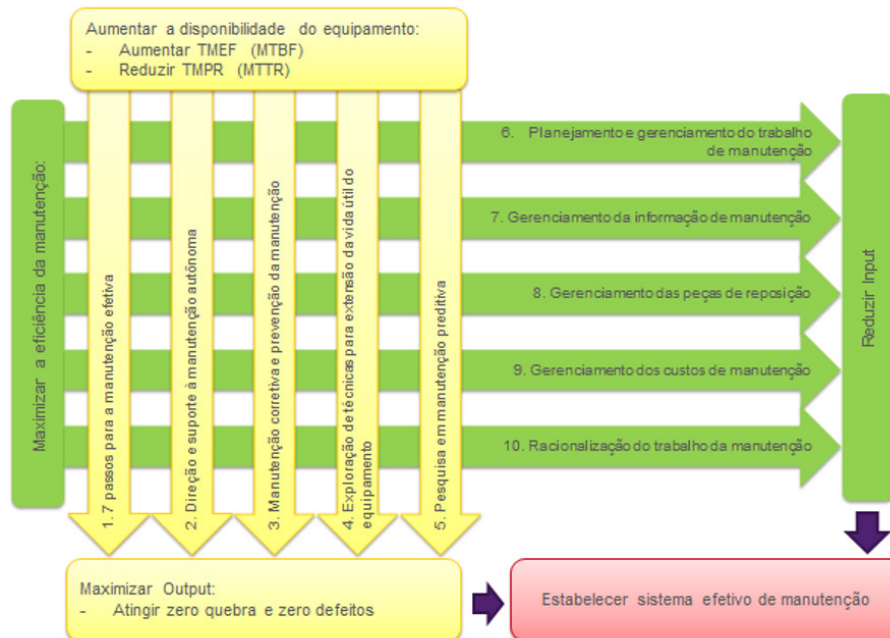 Aumentar a disponibilidade do equipamento:
- Aumentar TMEF (MTBF)
- Reduzir TMPR (MTTR)
Maximizar a eficiência da manutenção:
1. 7 passos para a manutenção efetiva
2. Direção e suporte à manutenção autônoma
3. Manutenção corretiva e prevenção da manutenção
4. Exploração de técnicas para extensão da vida útil do
equipamento
5. Pesquisa em manutenção preditiva
6. Planejamento e gerenciamento do trabalho
de manutenção
7. Gerenciamento da informação de manutenção
8. Gerenciamento das peças de reposição
9. Gerenciamento dos custos de manutenção
10. Racionalização do trabalho da manutenção
Reduzir Input
Maximizar Output:
- Atingir zero quebra e zero defeitos
Estabelecer sistema efetivo de manutenção